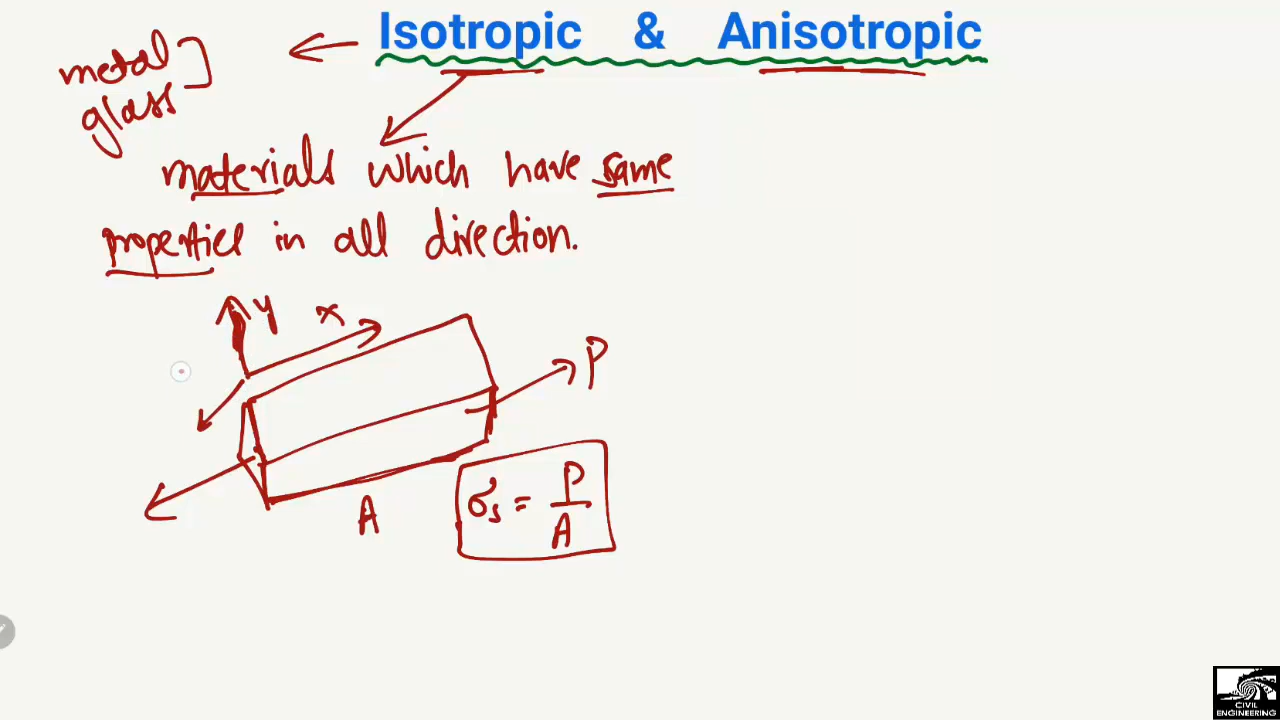 Isotropic & Anisotropic
metal
glass
materials which have same
properties in all direction.
y
x
P
A
σs = P/A
CIVIL
ENGINEERING